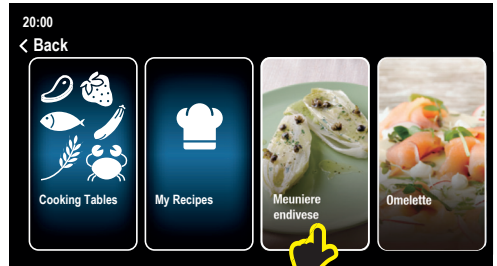 20:00
< Back
Cooking Tables
My Recipes
Meuniere
endivese
Omelette